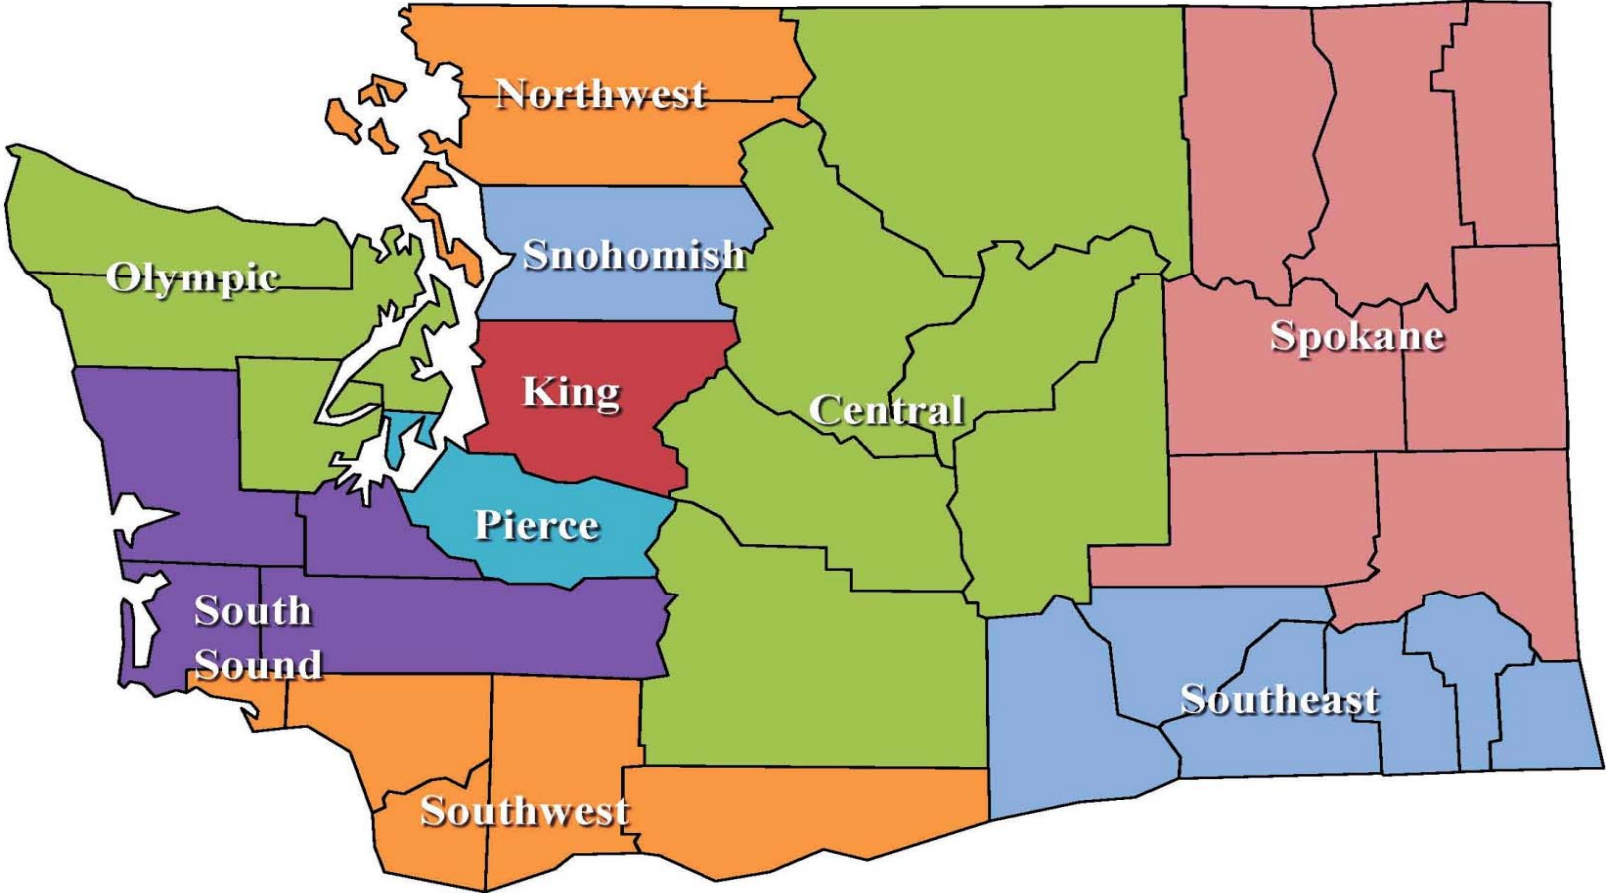 Northwest
Snohomish
Olympic
Spokane
King
Central
Pierce
South
Sound
Southeast
Southwest